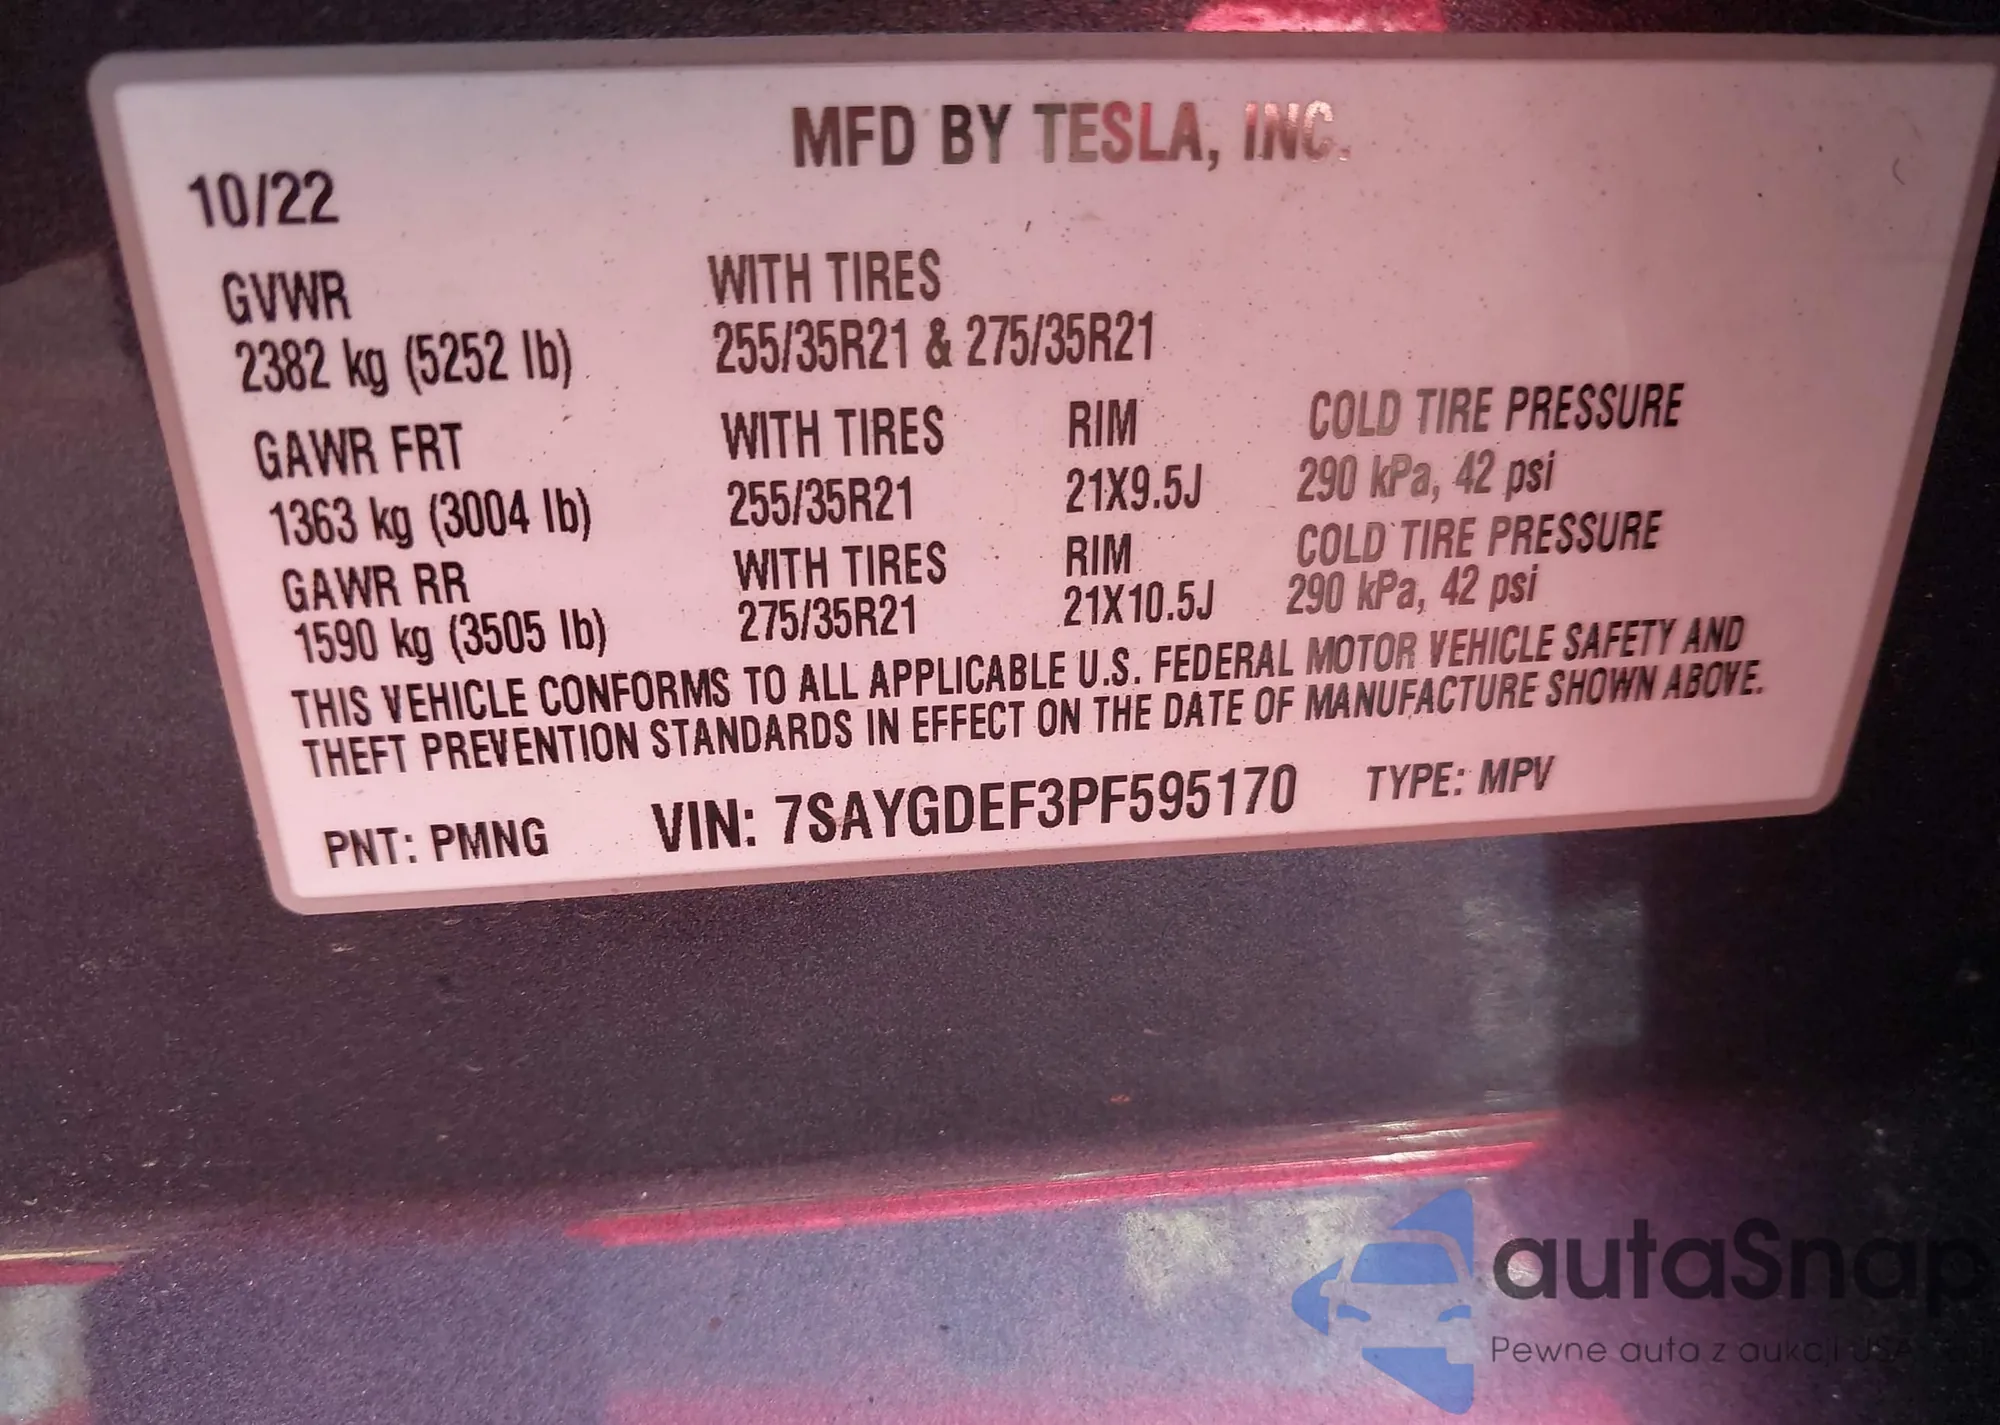 MFD BY TESLA, INC.
10/22
GVWR
2382 kg (5252 lb)
WITH TIRES
255/35R21 & 275/35R21
GAWR FRT
1363 kg (3004 lb)
WITH TIRES
255/35R21
RIM
21X9.5J
COLD TIRE PRESSURE
290 kPa, 42 psi
GAWR RR
1590 kg (3505 lb)
WITH TIRES
275/35R21
RIM
21X10.5J
COLD TIRE PRESSURE
290 kPa, 42 psi
THIS VEHICLE CONFORMS TO ALL APPLICABLE U.S. FEDERAL MOTOR VEHICLE SAFETY AND
THEFT PREVENTION STANDARDS IN EFFECT ON THE DATE OF MANUFACTURE SHOWN ABOVE.
PNT: PMNG
VIN: 7SAYGDEF3PF595170
TYPE: MPV
autaSnap
Pewne auta z aukcji USA